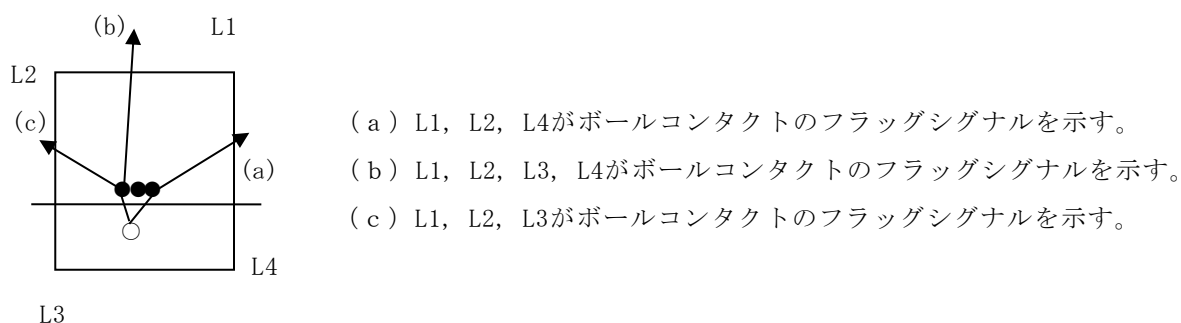 (b)
L1
L2
(c)
(a)
L4
L3
(a) L1, L2, L4がボールコンタクトのフラッグシグナルを示す。
(b) L1, L2, L3, L4がボールコンタクトのフラッグシグナルを示す。
(c) L1, L2, L3がボールコンタクトのフラッグシグナルを示す。